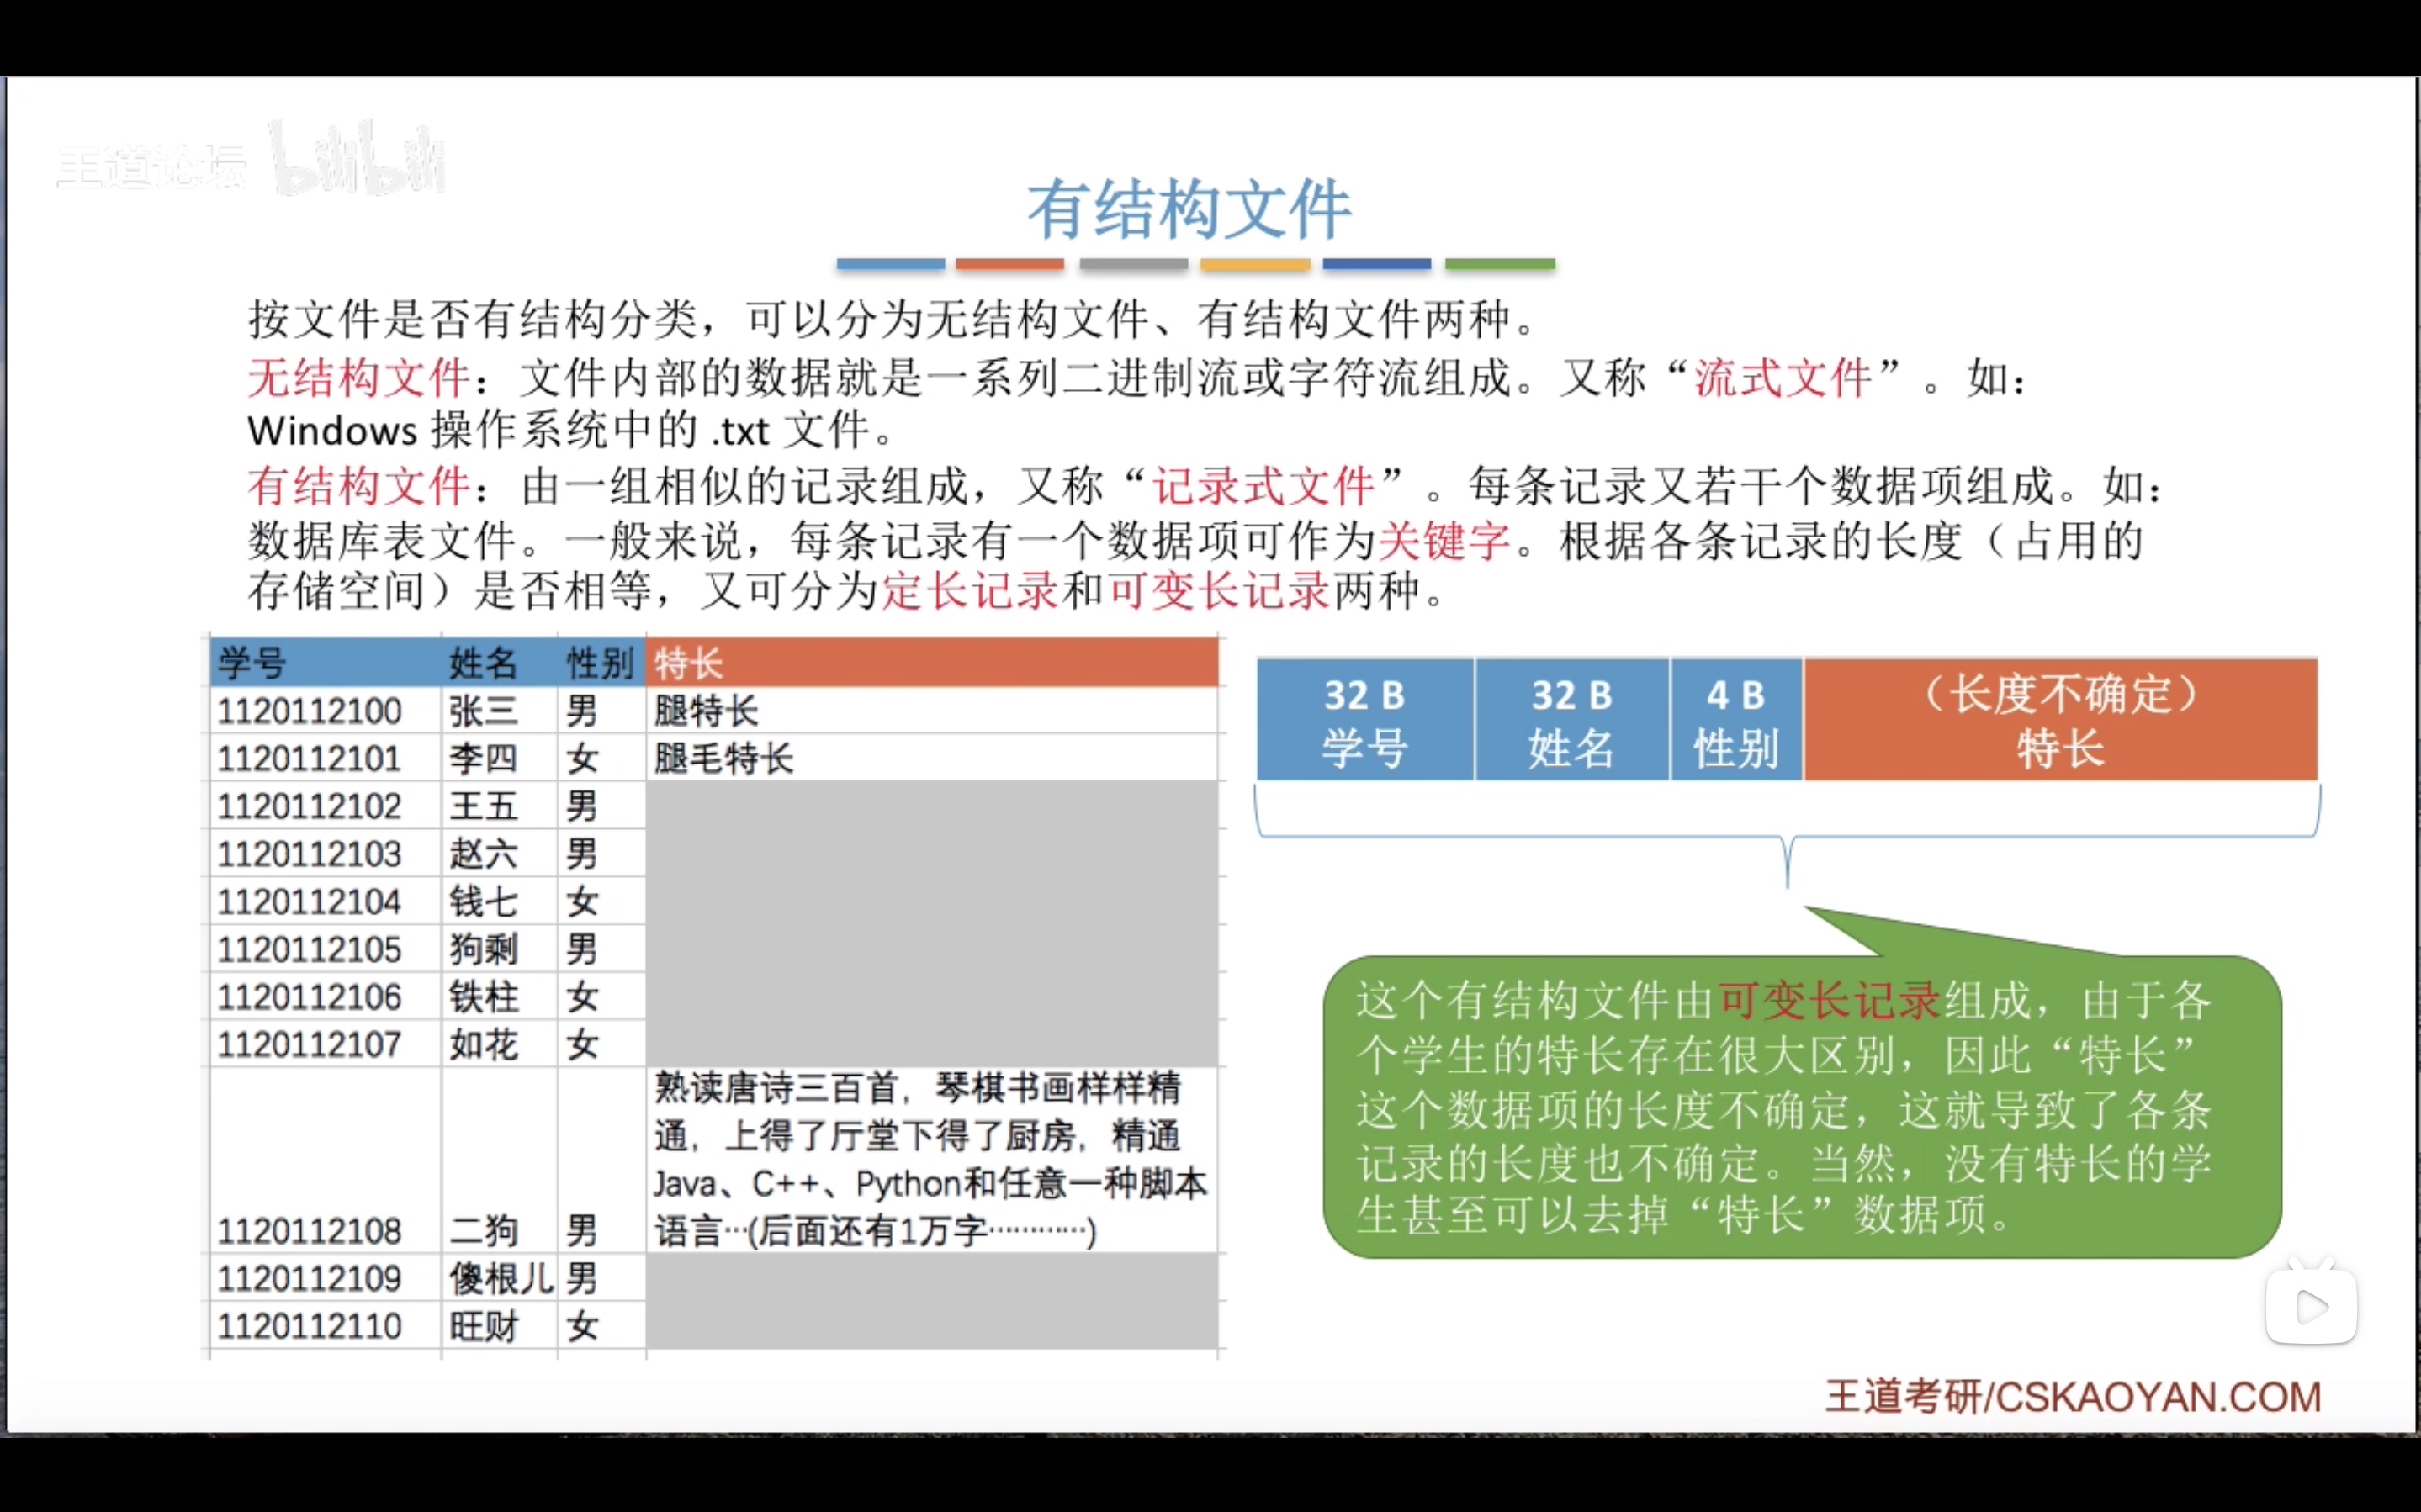 王道论坛 bilibili
有结构文件
按文件是否有结构分类，可以分为无结构文件、有结构文件两种。
无结构文件：文件内部的数据就是一系列二进制流或字符流组成。又称“流式文件”。如：
Windows 操作系统中的 .txt 文件。
有结构文件：由一组相似的记录组成，又称“记录式文件”。每条记录又若干个数据项组成。如：
数据库表文件。一般来说，每条记录有一个数据项可作为关键字。根据各条记录的长度（占用的
存储空间）是否相等，又可分为定长记录和可变长记录两种。
学号 姓名 性别 特长
1120112100 张三 男 腿特长
1120112101 李四 女 腿毛特长
1120112102 王五 男
1120112103 赵六 男
1120112104 钱七 女
1120112105 狗剩 男
1120112106 铁柱 女
1120112107 如花 女
熟读唐诗三百首，琴棋书画样样精
通，上得了厅堂下得了厨房，精通
Java、C++、Python和任意一种脚本
1120112108 二狗 男 语言…(后面还有1万字…………)
1120112109 傻根儿 男
1120112110 旺财 女
32 B 32 B 4 B （长度不确定）
学号 姓名 性别 特长
这个有结构文件由可变长记录组成，由于各
个学生的特长存在很大区别，因此“特长”
这个数据项的长度不确定，这就导致了各条
记录的长度也不确定。当然，没有特长的学
生甚至可以去掉“特长”数据项。
王道考研/CSKAOYAN.COM